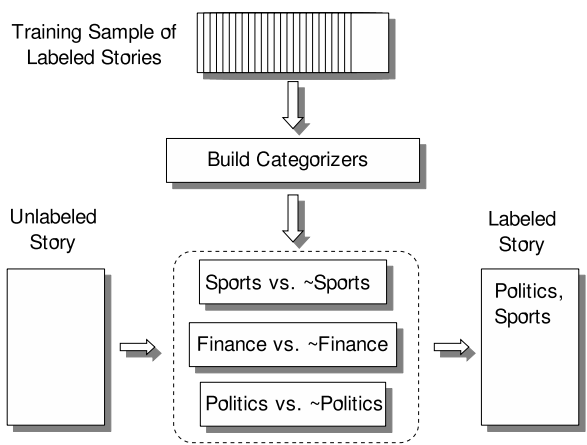 Training Sample of
Labeled Stories
Build Categorizers
Unlabeled
Story
Labeled
Story
Sports vs. ~Sports
Finance vs. ~Finance
Politics vs. ~Politics
Politics,
Sports